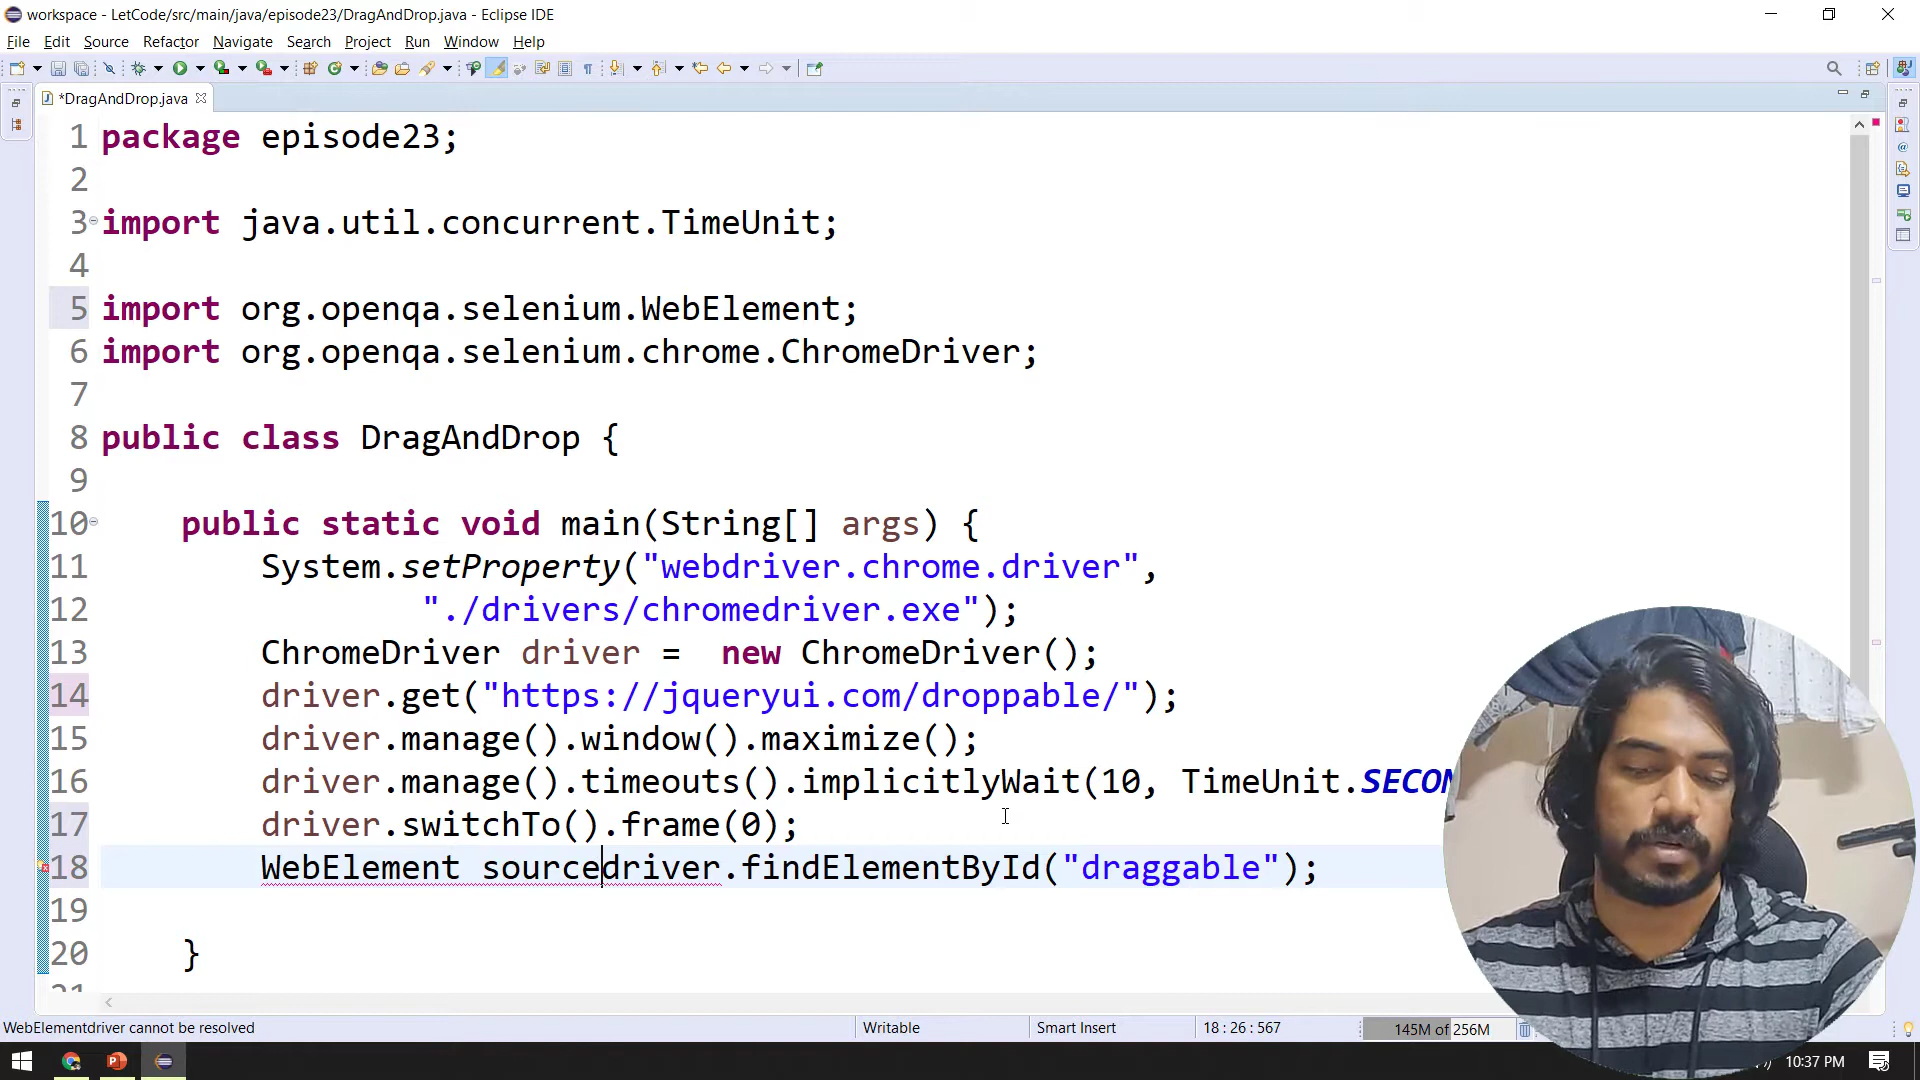 workspace - LetCode/src/main/java/episode23/DragAndDrop.java - Eclipse IDE
File Edit Source Refactor Navigate Search Project Run Window Help
*DragAndDrop.java
1 package episode23;
2
3 import java.util.concurrent.TimeUnit;
4
5 import org.openqa.selenium.WebElement;
6 import org.openqa.selenium.chrome.ChromeDriver;
7
8 public class DragAndDrop {
9
10 public static void main(String[] args) {
11 System.setProperty("webdriver.chrome.driver",
12 "./drivers/chromedriver.exe");
13 ChromeDriver driver =  new ChromeDriver();
14 driver.get("https://jqueryui.com/droppable/");
15 driver.manage().window().maximize();
16 driver.manage().timeouts().implicitlyWait(10, TimeUnit.SECON
17 driver.switchTo().frame(0);
18 WebElement sourcedriver.findElementById("draggable");
19
20 }
21
WebElementdriver cannot be resolved
Writable
Smart Insert
18 : 26 : 567
145M of 256M
10:37 PM